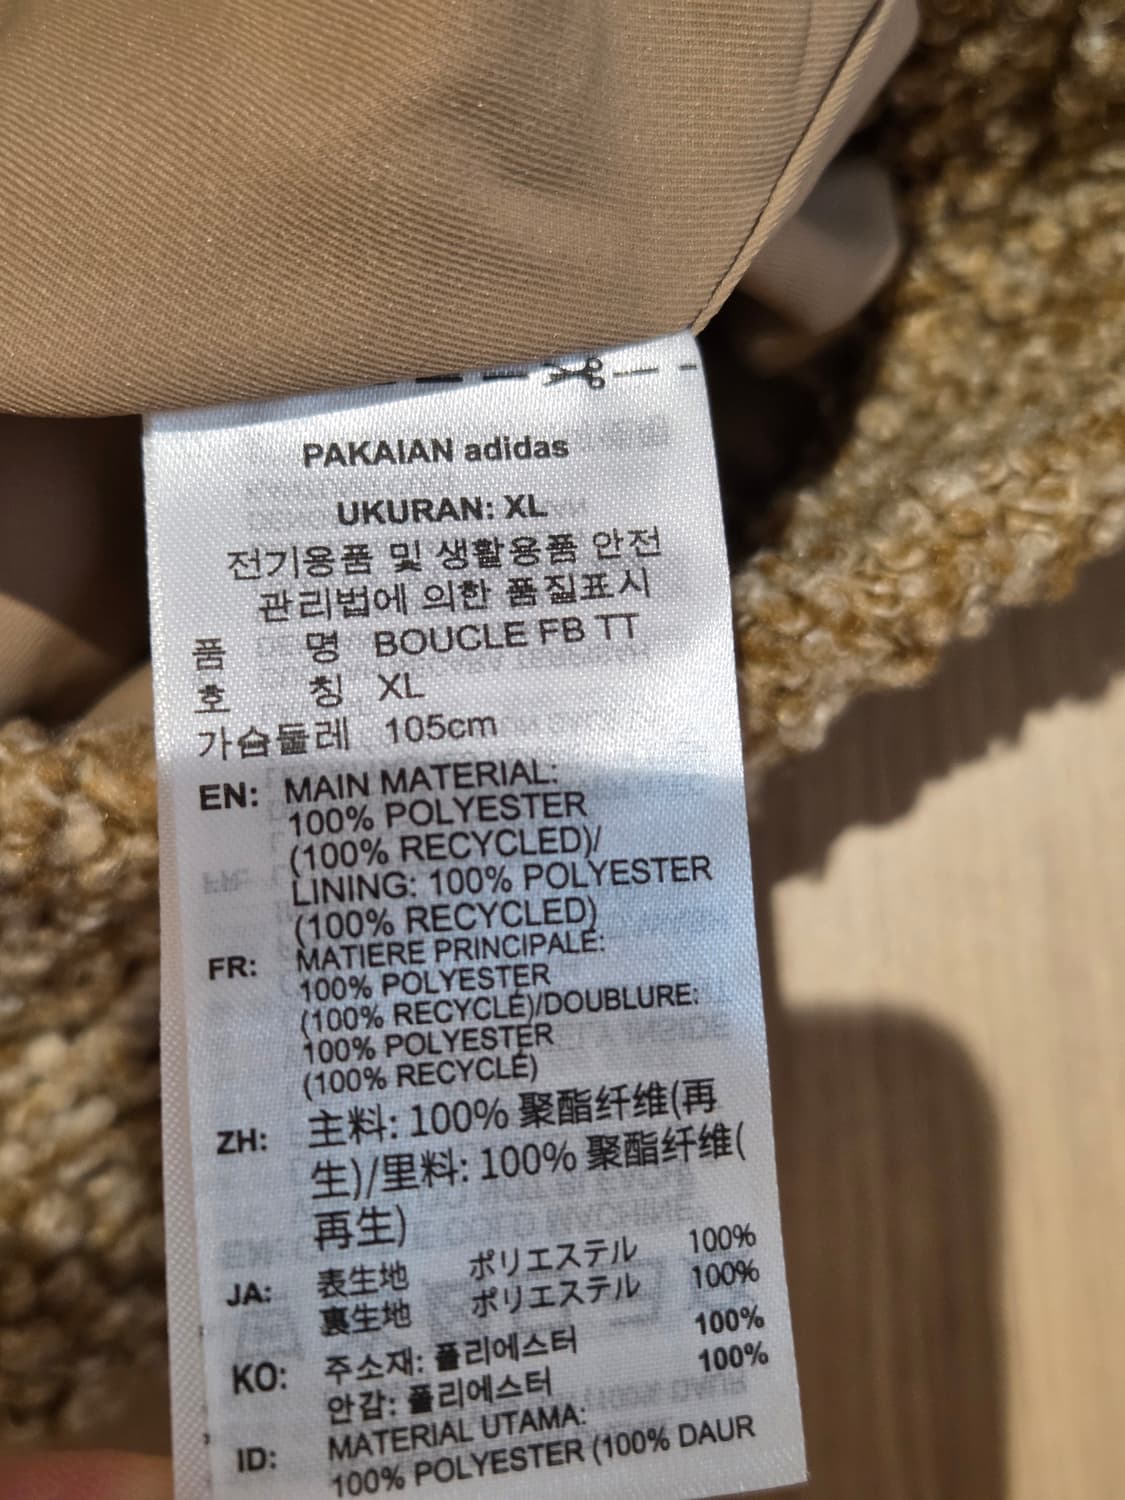 PAKAIAN adidas
UKURAN: XL
전기용품 및 생활용품 안전
관리법에 의한 품질표시
품 명 BOUCLE FB TT
호 칭 XL
가슴둘레 105cm
EN: MAIN MATERIAL:
100% POLYESTER
(100% RECYCLED)/
LINING: 100% POLYESTER
(100% RECYCLED)
FR: MATIERE PRINCIPALE:
100% POLYESTER
(100% RECYCLÉ)/DOUBLURE:
100% POLYESTER
(100% RECYCLÉ)
ZH: 主料: 100% 聚酯纤维(再
生)/里料: 100% 聚酯纤维(
再生)
JA: 表生地 ポリエステル 100%
裏生地 ポリエステル 100%
KO: 주소재: 폴리에스터 100%
안감: 폴리에스터 100%
ID: MATERIAL UTAMA:
100% POLYESTER (100% DAUR